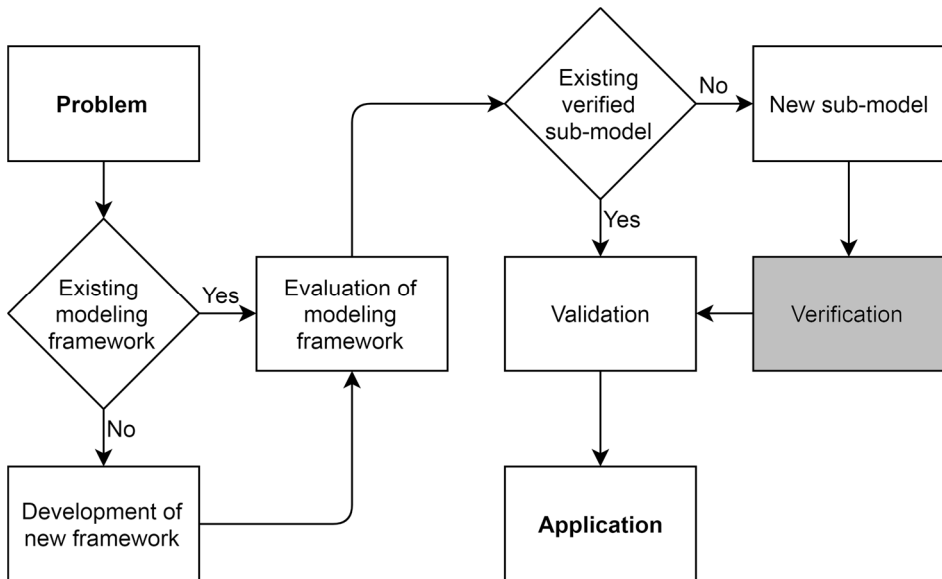 Problem
Existing
modeling
framework
Yes
No
Development of
new framework
Evaluation of
modeling
framework
Existing
verified
sub-model
No
Yes
New sub-model
Verification
Validation
Application